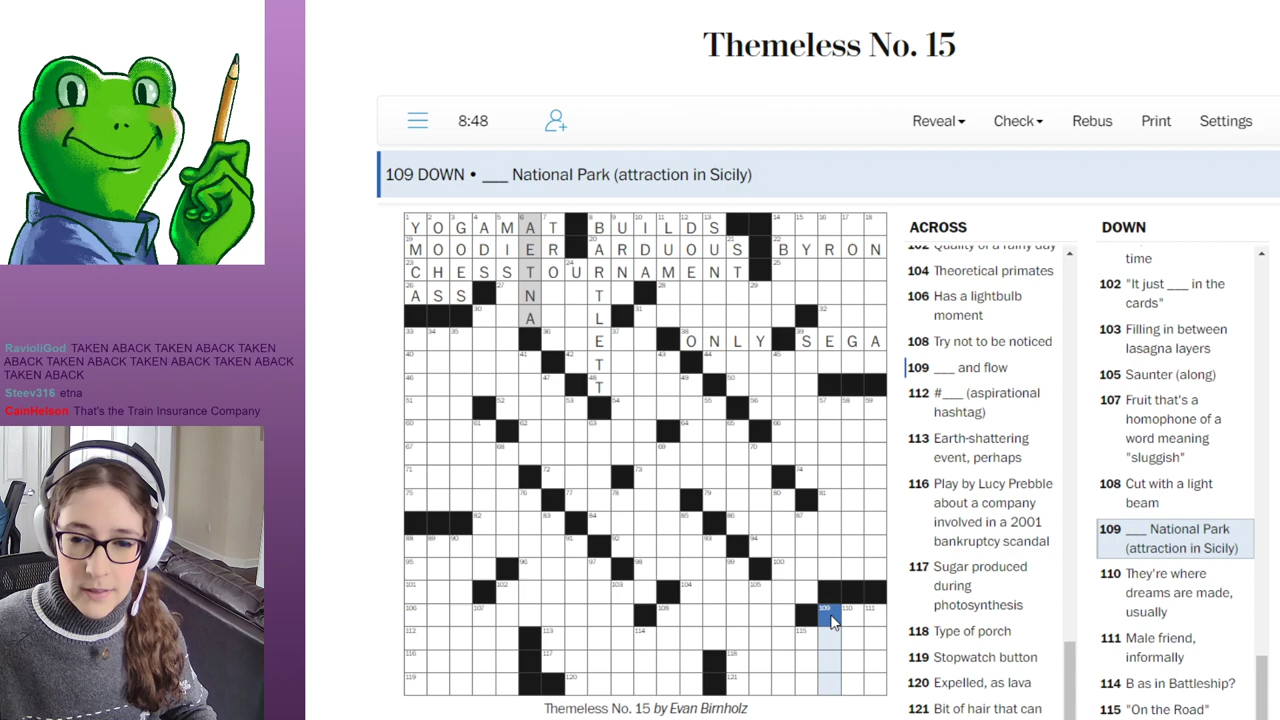 Themeless No. 15
8:48
Reveal
Check
Rebus
Print
Settings
109 DOWN • ___ National Park (attraction in Sicily)
Y O G A M A T B U I L D S
M O O D I E R A R D U O U S B Y R O N
C H E S S T O U R N A M E N T
A S S N T
A L
E O N L Y S E G A
T
T
Themeless No. 15 by Evan Birnholz
ACROSS
102 Quality of a rainy day
104 Theoretical primates
106 Has a lightbulb
moment
108 Try not to be noticed
109 ___ and flow
112 #___ (aspirational
hashtag)
113 Earth-shattering
event, perhaps
116 Play by Lucy Prebble
about a company
involved in a 2001
bankruptcy scandal
117 Sugar produced
during
photosynthesis
118 Type of porch
119 Stopwatch button
120 Expelled, as lava
121 Bit of hair that can
DOWN
time
102 "It just ___ in the
cards"
103 Filling in between
lasagna layers
105 Saunter (along)
107 Fruit that's a
homophone of a
word meaning
"sluggish"
108 Cut with a light
beam
109 ___ National Park
(attraction in Sicily)
110 They're where
dreams are made,
usually
111 Male friend,
informally
114 B as in Battleship?
115 "On the Road"
RavioliGod TAKEN ABACK TAKEN ABACK TAKEN
ABACK TAKEN ABACK TAKEN ABACK TAKEN ABACK
TAKEN ABACK
Steev316 etna
CamHelson That's the Train Insurance Company